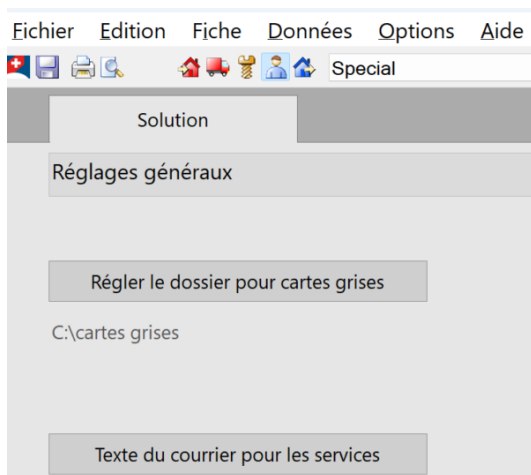 Fichier Edition Fiche Données Options Aide
Special
Solution
Réglages généraux
Régler le dossier pour cartes grises
C:\cartes grises
Texte du courrier pour les services